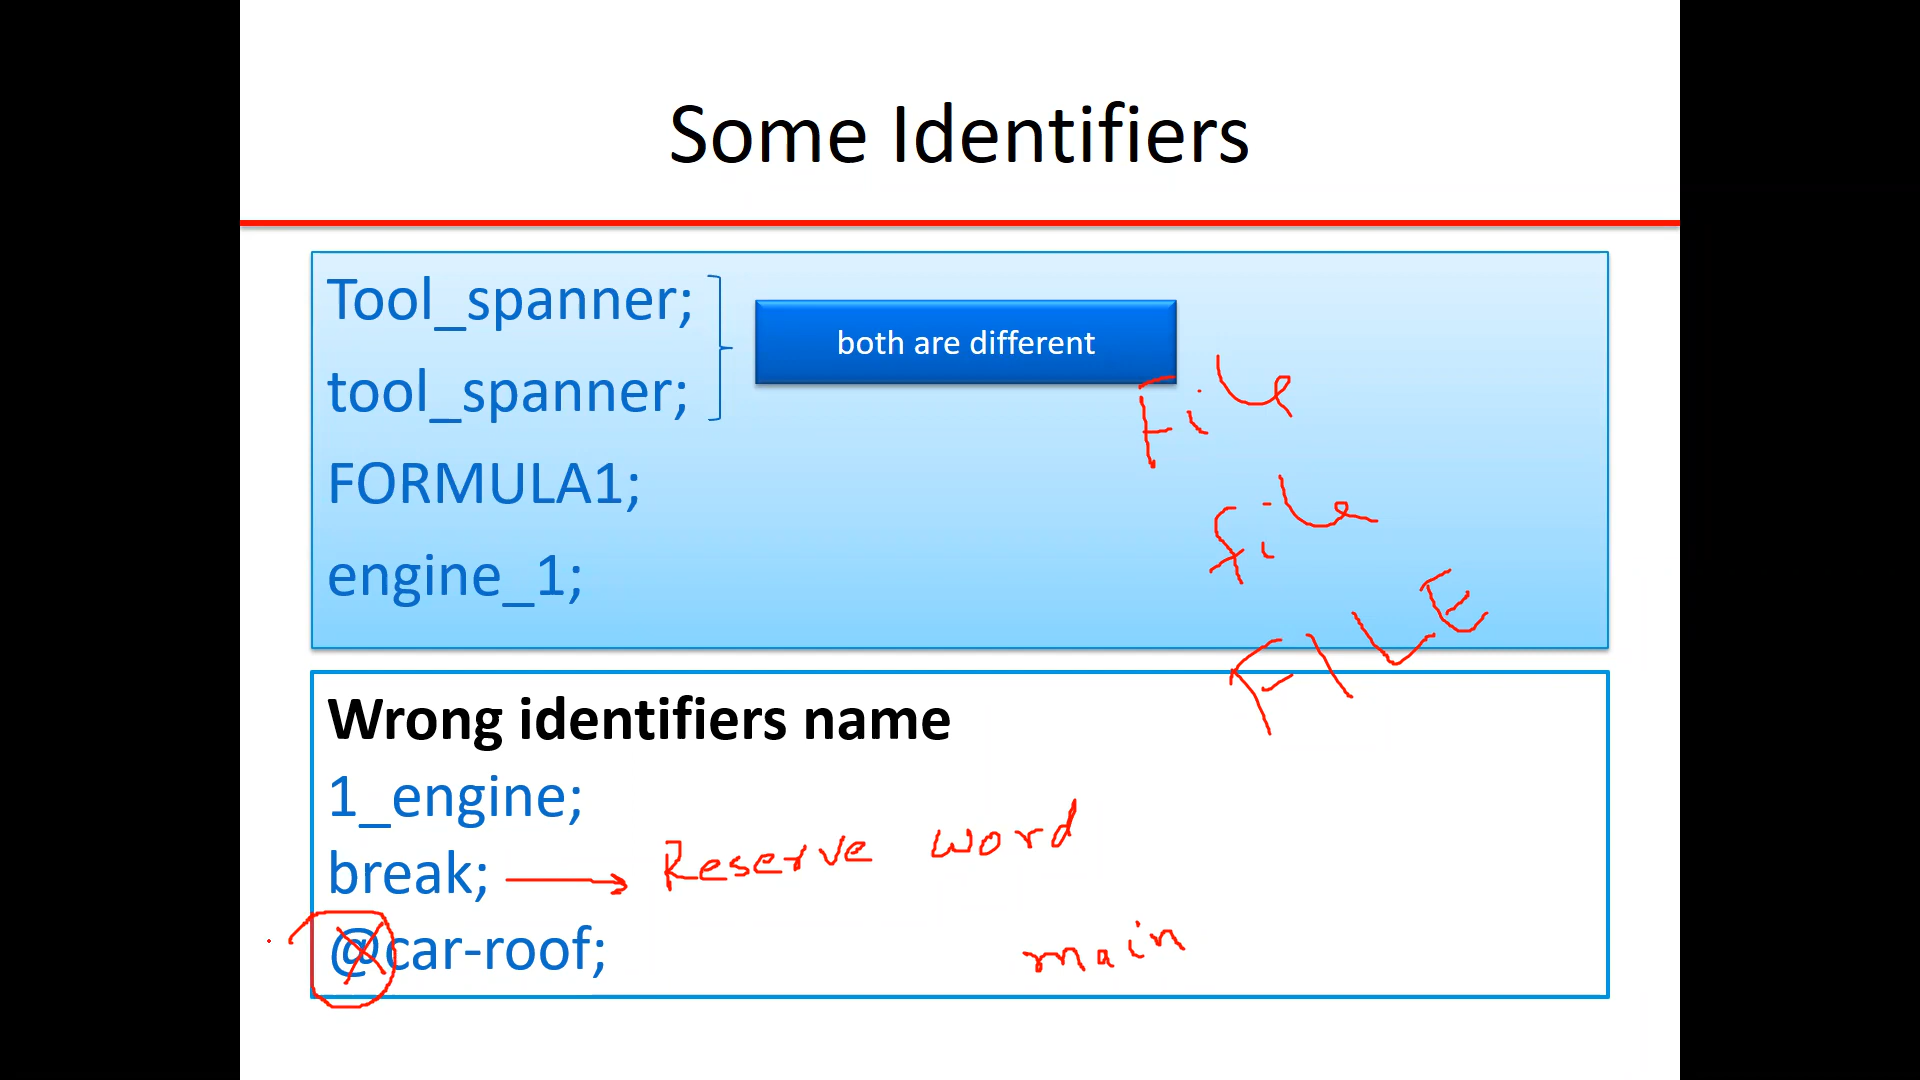 Some Identifiers
Tool_spanner;
both are different
tool_spanner;
File
FORMULA1;
file
engine_1;
FILE
Wrong identifiers name
1_engine;
break; → Reserve word
@car-roof;
main